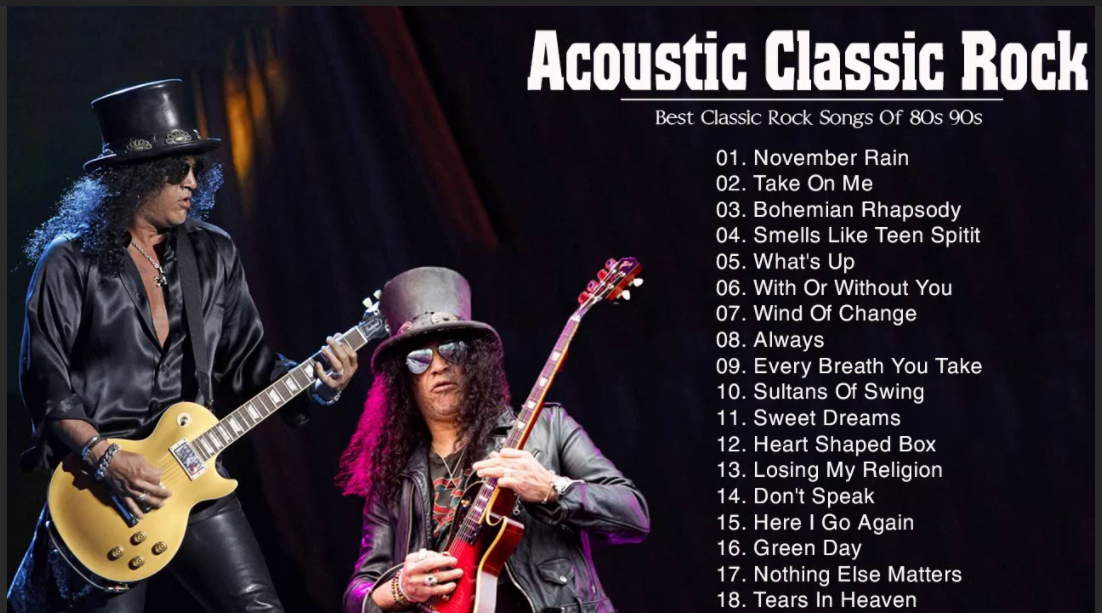 Acoustic Classic Rock
Best Classic Rock Songs Of 80s 90s
01. November Rain
02. Take On Me
03. Bohemian Rhapsody
04. Smells Like Teen Spitit
05. What's Up
06. With Or Without You
07. Wind Of Change
08. Always
09. Every Breath You Take
10. Sultans Of Swing
11. Sweet Dreams
12. Heart Shaped Box
13. Losing My Religion
14. Don't Speak
15. Here I Go Again
16. Green Day
17. Nothing Else Matters
18. Tears In Heaven